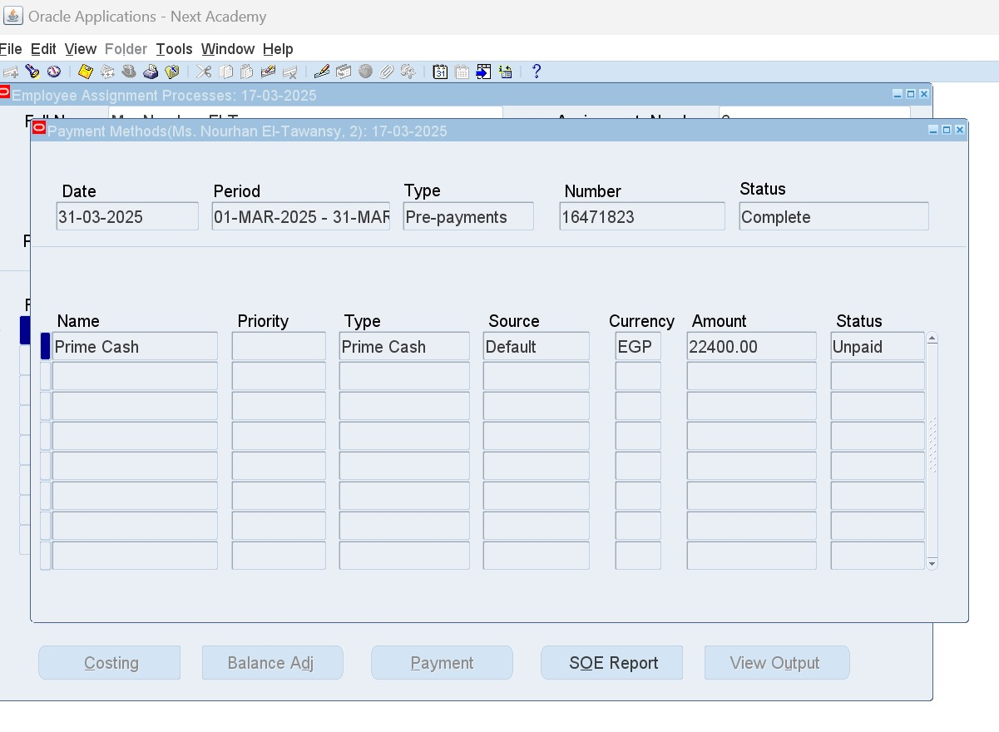 Oracle Applications - Next Academy
File Edit View Folder Tools Window Help
Employee Assignment Processes: 17-03-2025
Payment Methods(Ms. Nourhan El-Tawansy, 2): 17-03-2025
Date Period Type Number Status
31-03-2025 01-MAR-2025 - 31-MAR Pre-payments 16471823 Complete
Name Priority Type Source Currency Amount Status
Prime Cash Prime Cash Default EGP 22400.00 Unpaid
Costing Balance Adj Payment SOE Report View Output